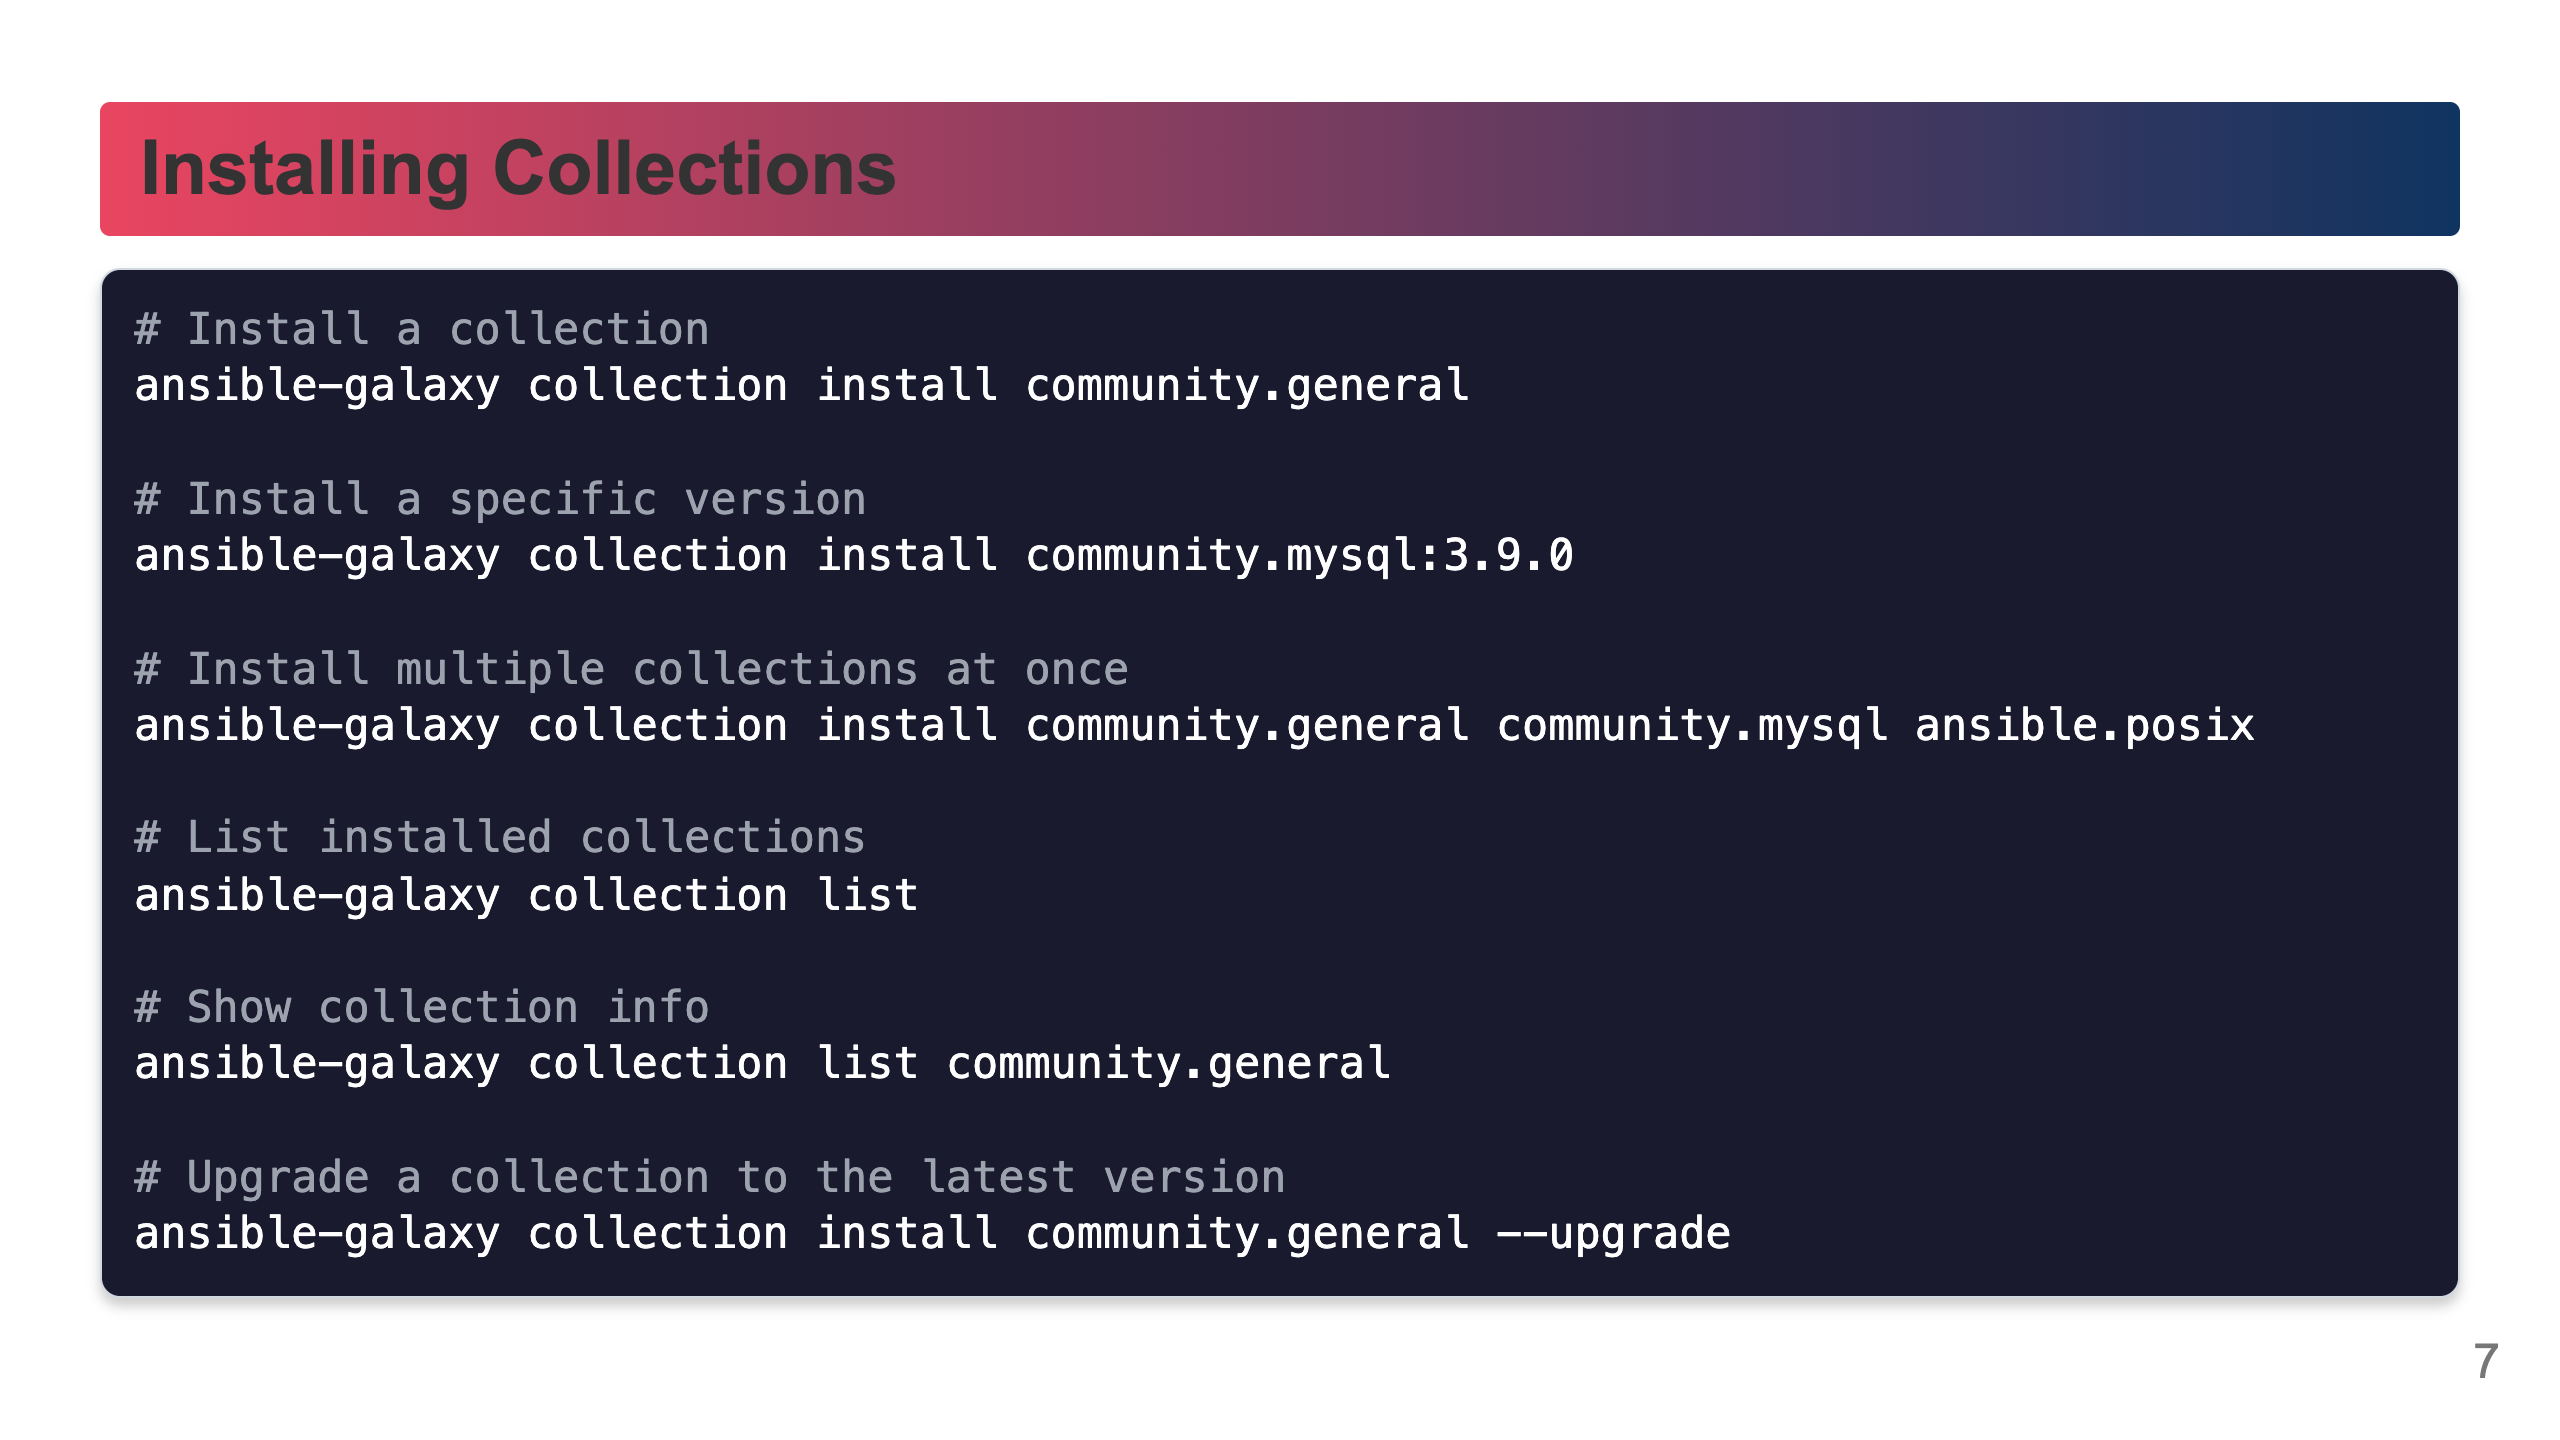 Installing Collections
# Install a collection
ansible-galaxy collection install community.general
# Install a specific version
ansible-galaxy collection install community.mysql:3.9.0
# Install multiple collections at once
ansible-galaxy collection install community.general community.mysql ansible.posix
# List installed collections
ansible-galaxy collection list
# Show collection info
ansible-galaxy collection list community.general
# Upgrade a collection to the latest version
ansible-galaxy collection install community.general --upgrade
7